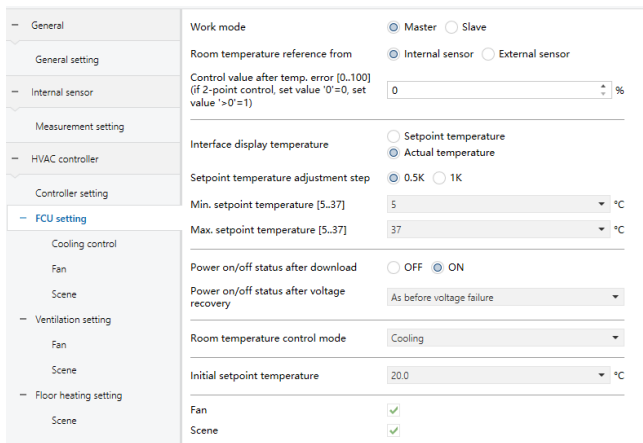 General
General setting
Internal sensor
Measurement setting
HVAC controller
Controller setting
FCU setting
Cooling control
Fan
Scene
Ventilation setting
Fan
Scene
Floor heating setting
Scene
Work mode
Master Slave
Room temperature reference from
Internal sensor External sensor
Control value after temp. error [0..100]
(if 2-point control, set value '0'=0, set
value '>0'=1)
0 %
Interface display temperature
Setpoint temperature
Actual temperature
Setpoint temperature adjustment step
0.5K 1K
Min. setpoint temperature [5..37]
5 °C
Max. setpoint temperature [5..37]
37 °C
Power on/off status after download
OFF ON
Power on/off status after voltage
recovery
As before voltage failure
Room temperature control mode
Cooling
Initial setpoint temperature
20.0 °C
Fan
Scene